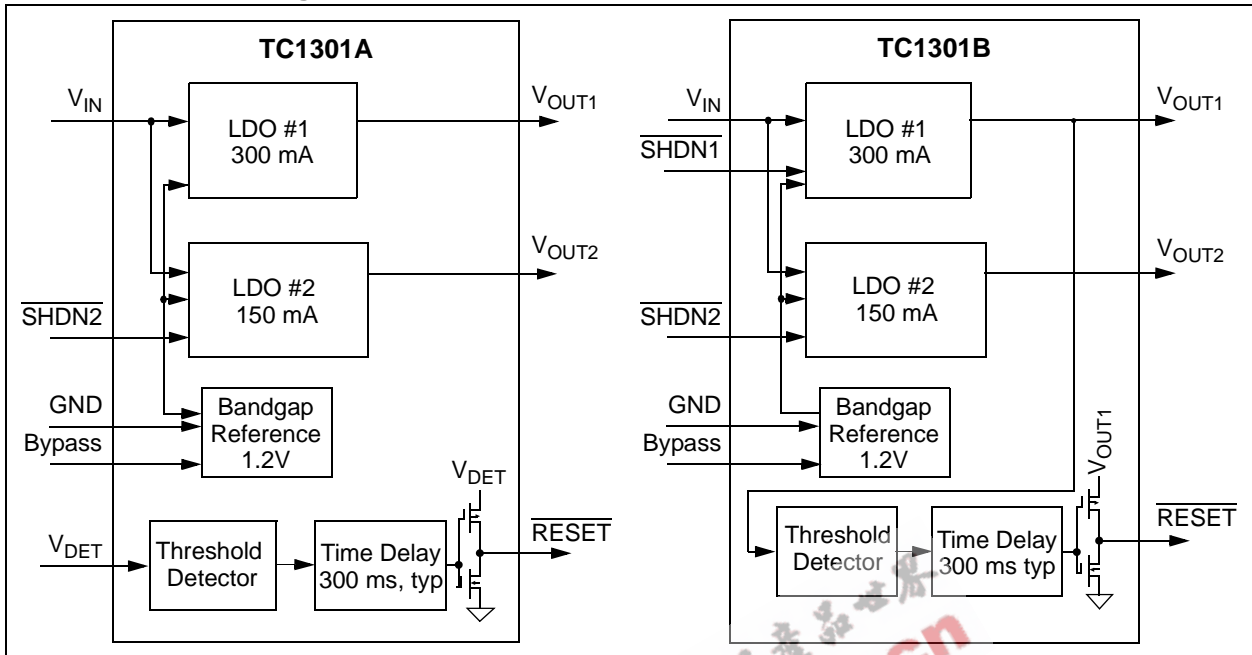 TC1301A
V_IN
LDO #1
300 mA
V_OUT1
LDO #2
150 mA
V_OUT2
SHDN2
GND
Bypass
Bandgap
Reference
1.2V
V_DET
V_DET
Threshold
Detector
Time Delay
300 ms, typ
RESET
TC1301B
V_IN
SHDN1
LDO #1
300 mA
V_OUT1
LDO #2
150 mA
V_OUT2
SHDN2
GND
Bypass
Bandgap
Reference
1.2V
V_OUT1
Threshold
Detector
Time Delay
300 ms typ
RESET